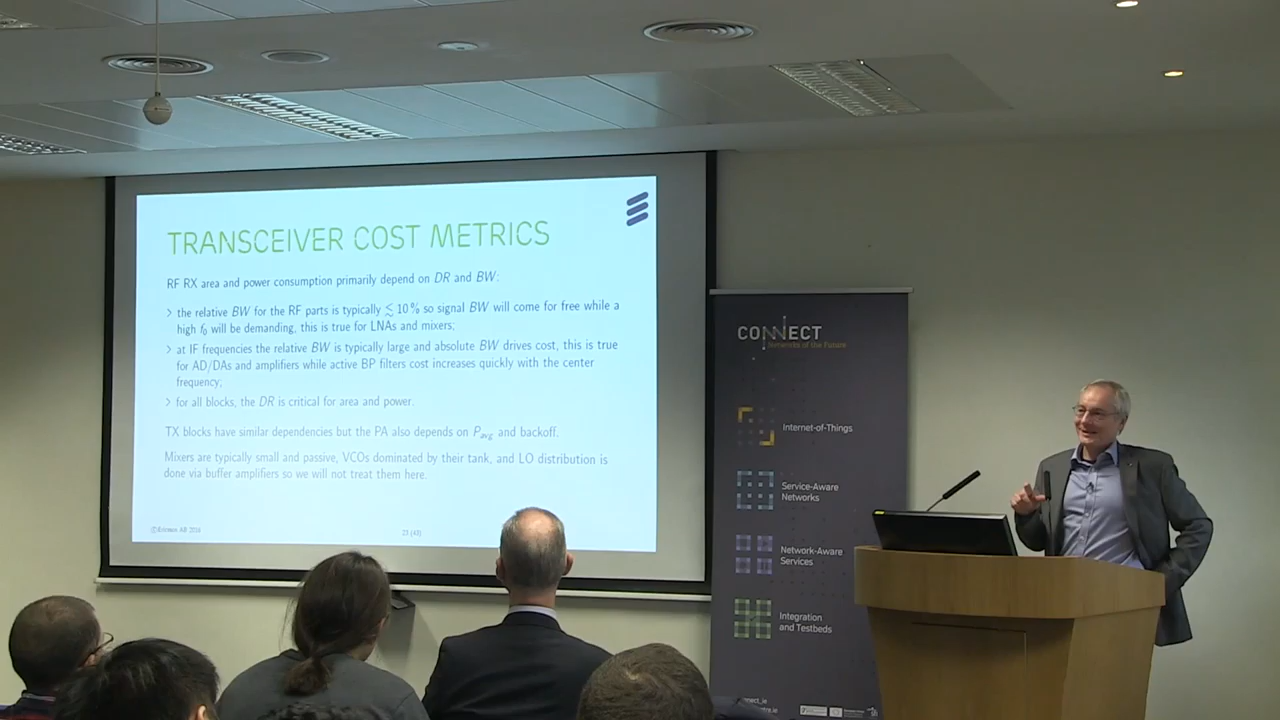 TRANSCEIVER COST METRICS
RF RX area and power consumption primarily depend on DR and BW:
> the relative BW for the RF parts is typically ≲ 10 % so signal BW will come for free while a
high f₀ will be demanding, this is true for LNAs and mixers;
> at IF frequencies the relative BW is typically large and absolute BW drives cost, this is true
for AD/DAs and amplifiers while active BP filters cost increases quickly with the center
frequency;
> for all blocks, the DR is critical for area and power.
TX blocks have similar dependencies but the PA also depends on Pavg and backoff.
Mixers are typically small and passive, VCOs dominated by their tank, and LO distribution is
done via buffer amplifiers so we will not treat them here.
23 (43)
CONNECT
Networks of the Future
Internet-of-Things
Service-Aware
Networks
Network-Aware
Services
Integration
and Testbeds